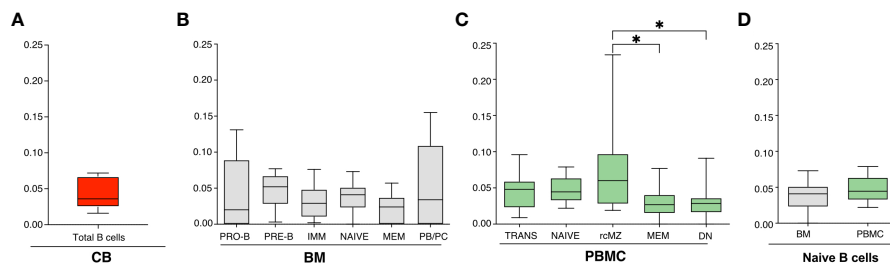 A
0.25
0.20
0.15
0.10
0.05
0.00
Total B cells
CB
B
0.25
0.20
0.15
0.10
0.05
0.00
PRO-B PRE-B IMM NAIVE MEM PB/PC
BM
C
* *
0.25
0.20
0.15
0.10
0.05
0.00
TRANS NAIVE rcMZ MEM DN
PBMC
D
0.25
0.20
0.15
0.10
0.05
0.00
BM PBMC
Naive B cells